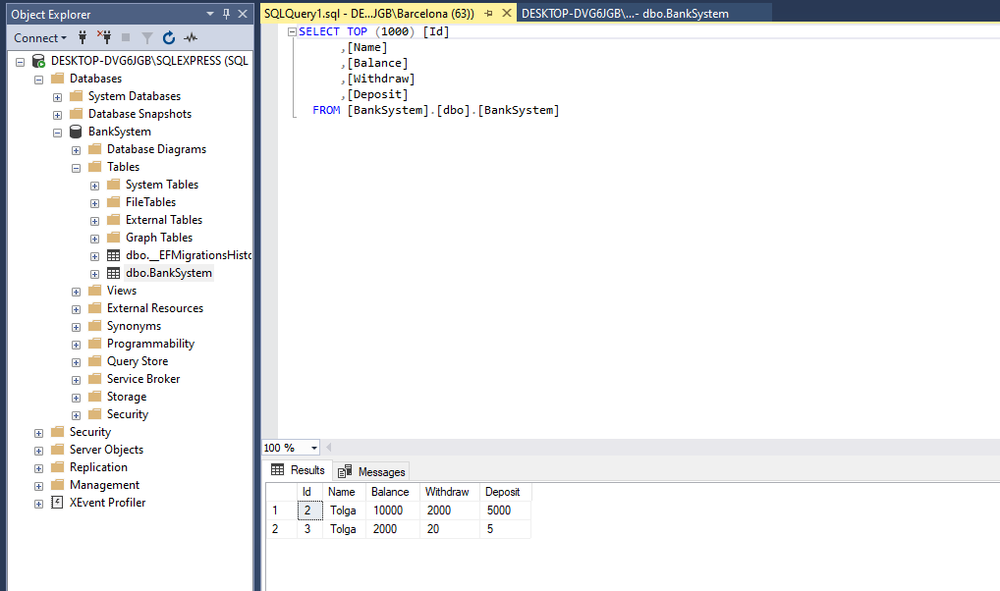 Object Explorer
Connect
DESKTOP-DVG6JGB\SQLEXPRESS (SQL
Databases
System Databases
Database Snapshots
BankSystem
Database Diagrams
Tables
System Tables
FileTables
External Tables
Graph Tables
dbo.__EFMigrationsHisto
dbo.BankSystem
Views
External Resources
Synonyms
Programmability
Query Store
Service Broker
Storage
Security
Security
Server Objects
Replication
Management
XEvent Profiler
SQLQuery1.sql - DE...JGB\Barcelona (63)) DESKTOP-DVG6JGB\...- dbo.BankSystem
SELECT TOP (1000) [Id]
,[Name]
,[Balance]
,[Withdraw]
,[Deposit]
FROM [BankSystem].[dbo].[BankSystem]
100 %
Results Messages
Id Name Balance Withdraw Deposit
1 2 Tolga 10000 2000 5000
2 3 Tolga 2000 20 5